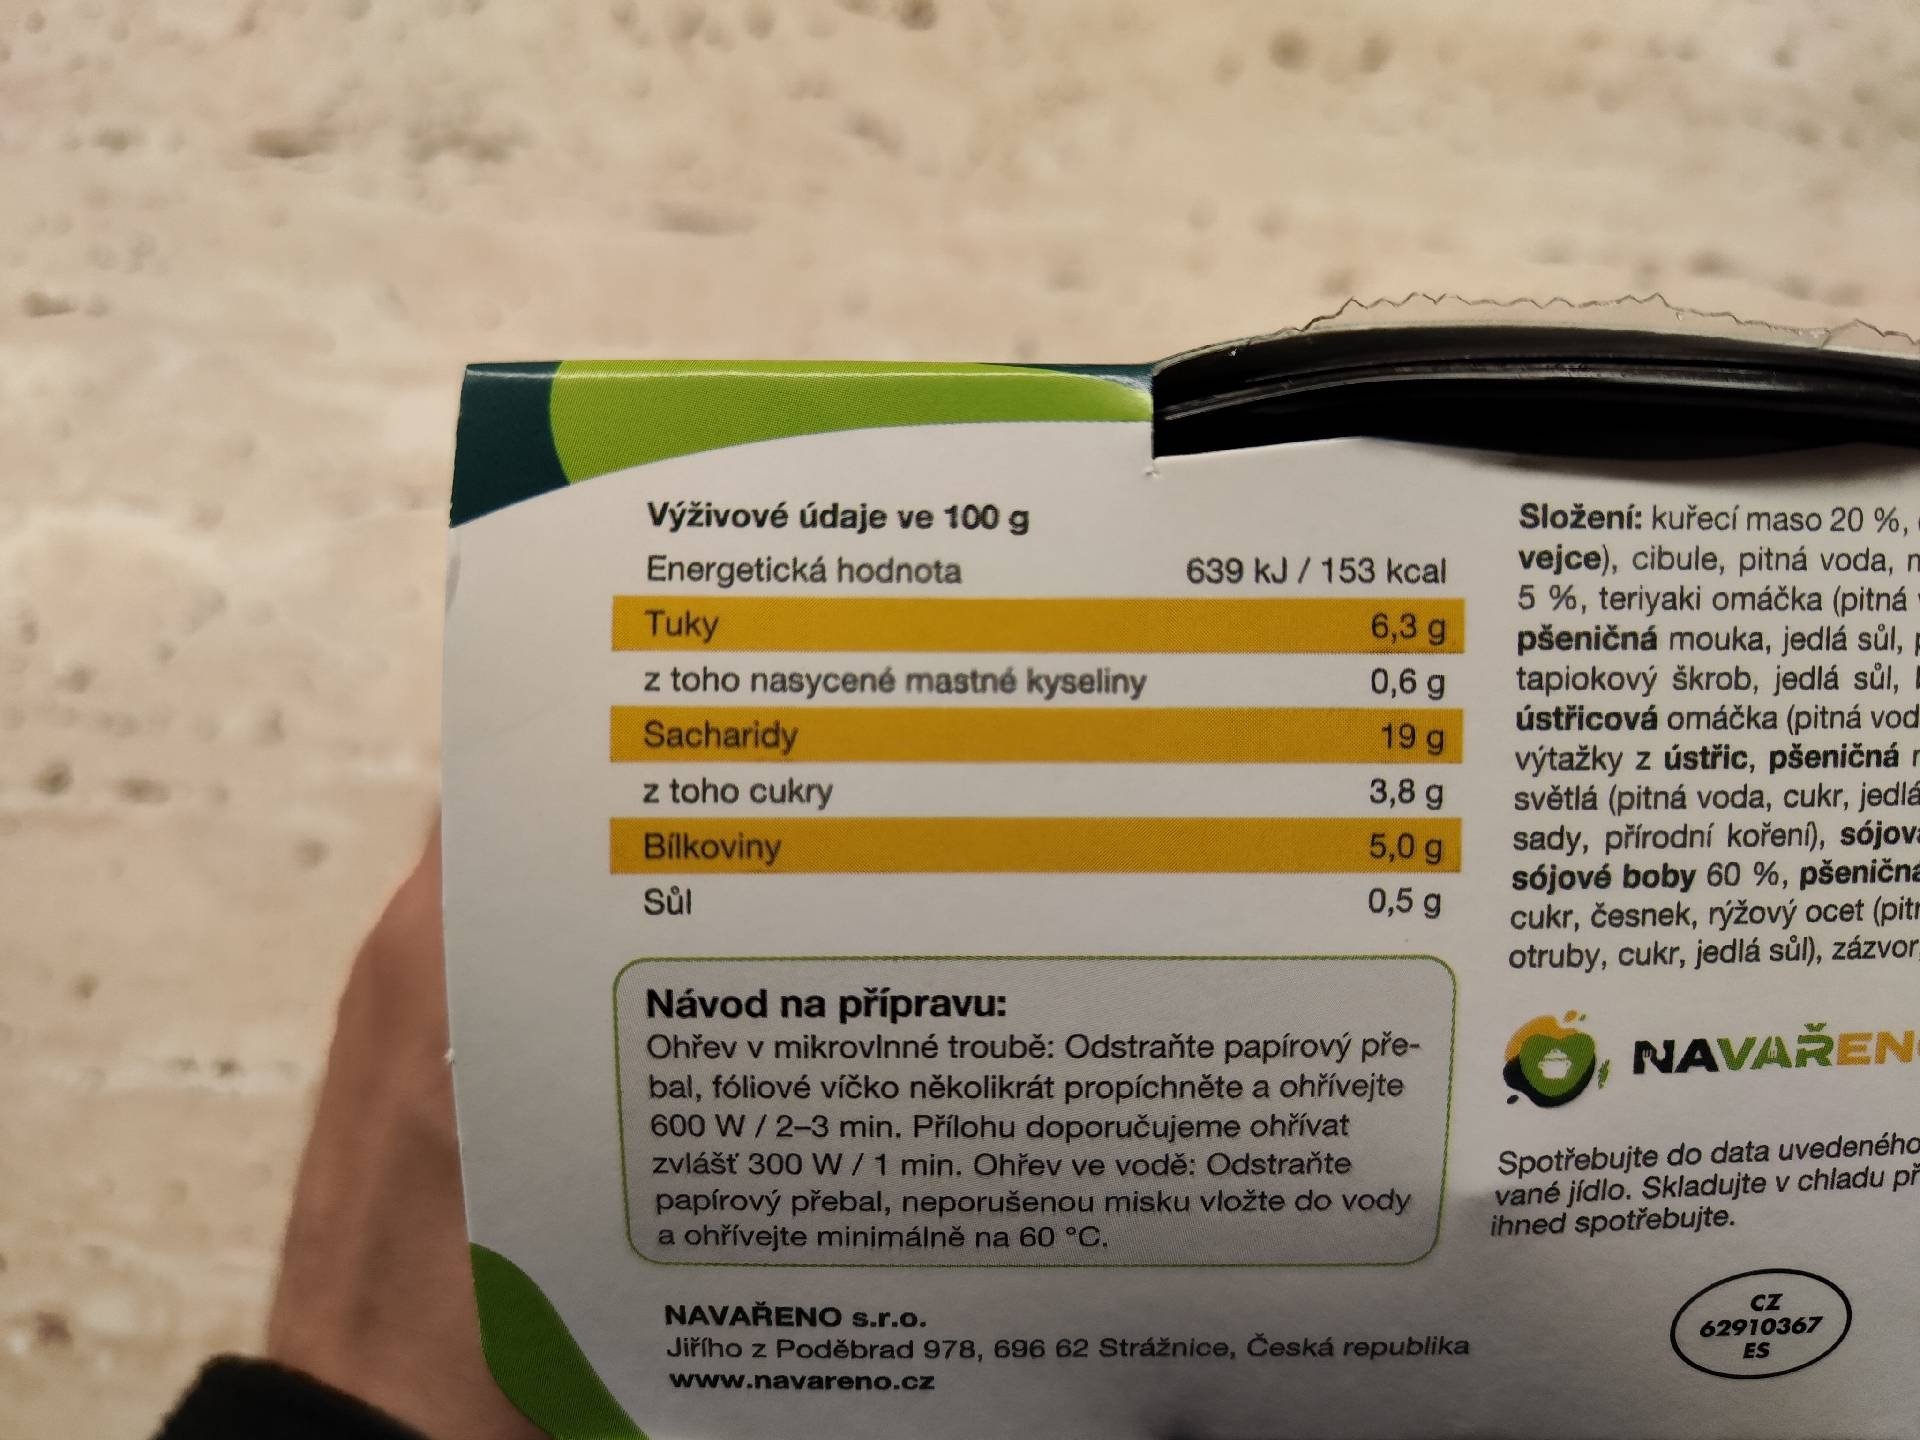 Výživové údaje ve 100 g
Energetická hodnota 639 kJ / 153 kcal
Tuky 6,3 g
z toho nasycené mastné kyseliny 0,6 g
Sacharidy 19 g
z toho cukry 3,8 g
Bílkoviny 5,0 g
Sůl 0,5 g
Návod na přípravu:
Ohřev v mikrovlnné troubě: Odstraňte papírový pře-
bal, fóliové víčko několikrát propíchněte a ohřívejte
600 W / 2–3 min. Přílohu doporučujeme ohřívat
zvlášť 300 W / 1 min. Ohřev ve vodě: Odstraňte
papírový přebal, neporušenou misku vložte do vody
a ohřívejte minimálně na 60 °C.
NAVAŘENO s.r.o.
Jiřího z Poděbrad 978, 696 62 Strážnice, Česká republika
www.navareno.cz
Složení: kuřecí maso 20 %,
vejce), cibule, pitná voda,
5 %, teriyaki omáčka (pitná
pšeničná mouka, jedlá sůl,
tapiokový škrob, jedlá sůl,
ústřicová omáčka (pitná vod
výtažky z ústřic, pšeničná
světlá (pitná voda, cukr, jedlá
sady, přírodní koření), sójov
sójové boby 60 %, pšeničn
cukr, česnek, rýžový ocet (pit
otruby, cukr, jedlá sůl), zázvor,
NAVAŘEN
Spotřebujte do data uvedeného
vané jídlo. Skladujte v chladu př
ihned spotřebujte.
CZ
62910367
ES